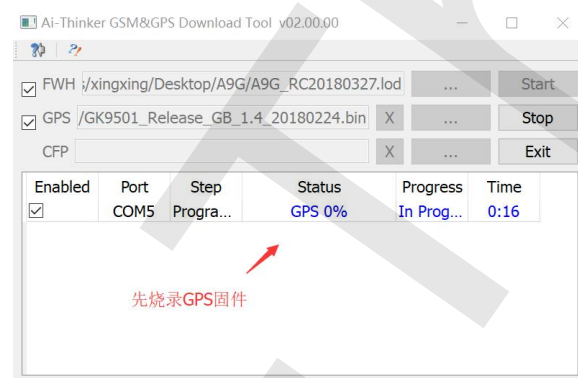 Ai-Thinker GSM&GPS Download Tool v02.00.00
FWH :/xingxing/Desktop/A9G/A9G_RC20180327.lod ... Start
GPS /GK9501_Release_GB_1.4_20180224.bin X ... Stop
CFP X ... Exit
Enabled Port Step Status Progress Time
COM5 Progra... GPS 0% In Prog... 0:16
先烧录GPS固件